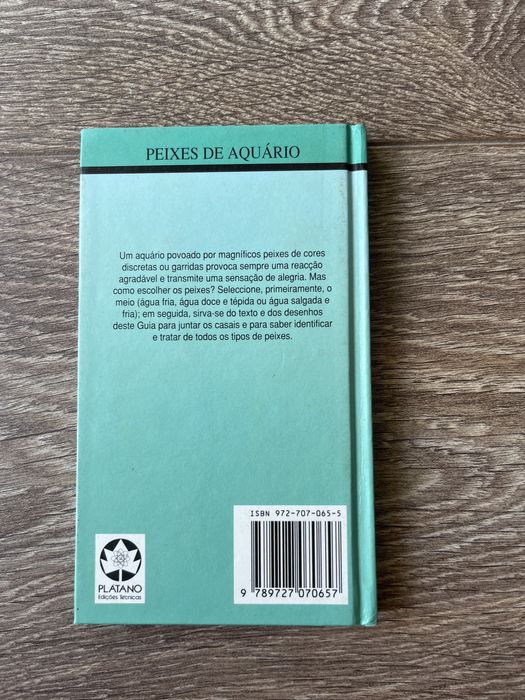 PEIXES DE AQUÁRIO
Um aquário povoado por magníficos peixes de cores
discretas ou garridas provoca sempre uma reacção
agradável e transmite uma sensação de alegria. Mas
como escolher os peixes? Seleccione, primeiramente, o
meio (água fria, água doce e tépida ou água salgada e
fria); em seguida, sirva-se do texto e dos desenhos
deste Guia para juntar os casais e para saber identificar
e tratar de todos os tipos de peixes.
ISBN 972-707-065-5
PLÁTANO
Edições Técnicas
9 789727 070657